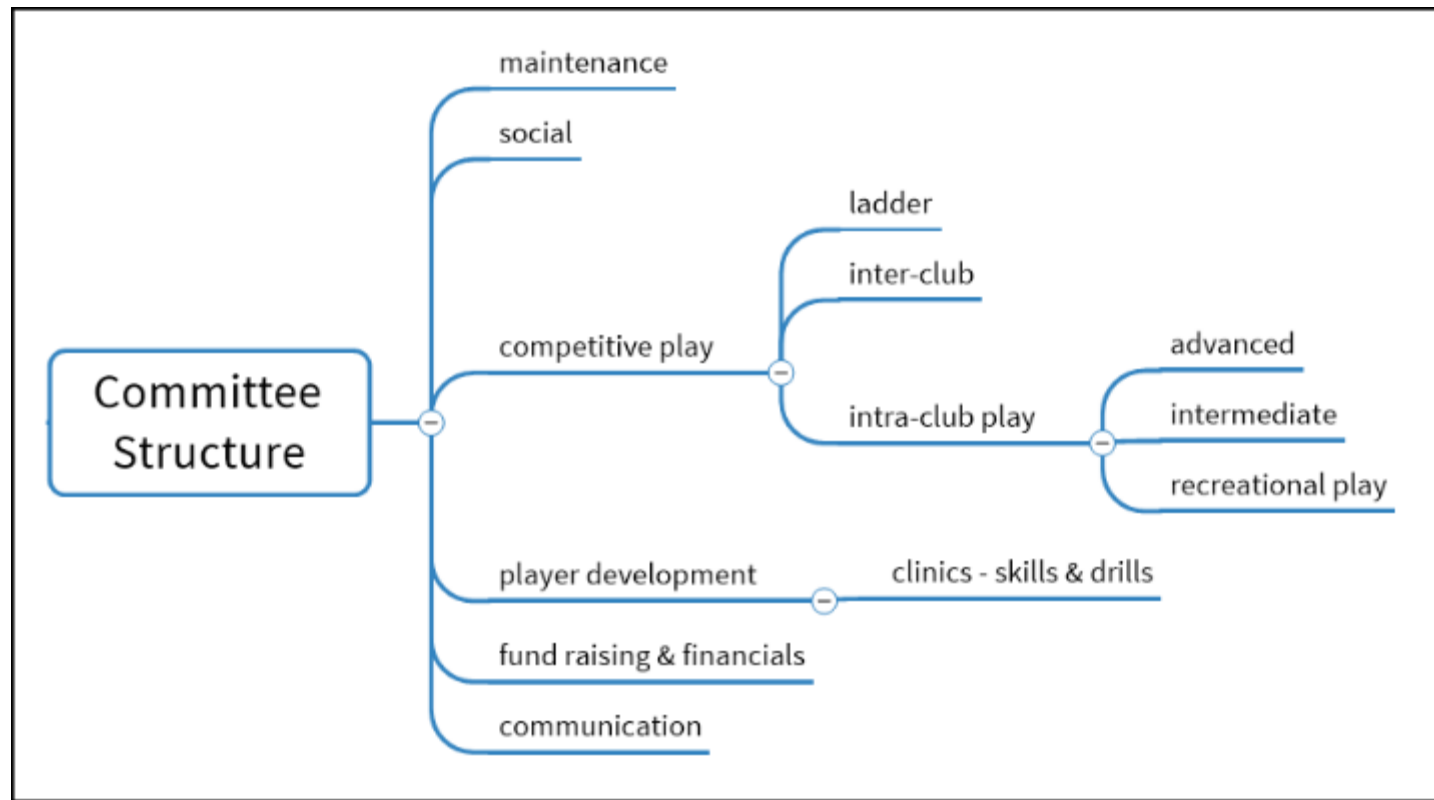 maintenance
social
ladder
inter-club
competitive play
advanced
intra-club play
intermediate
recreational play
Committee
Structure
player development
clinics - skills & drills
fund raising & financials
communication